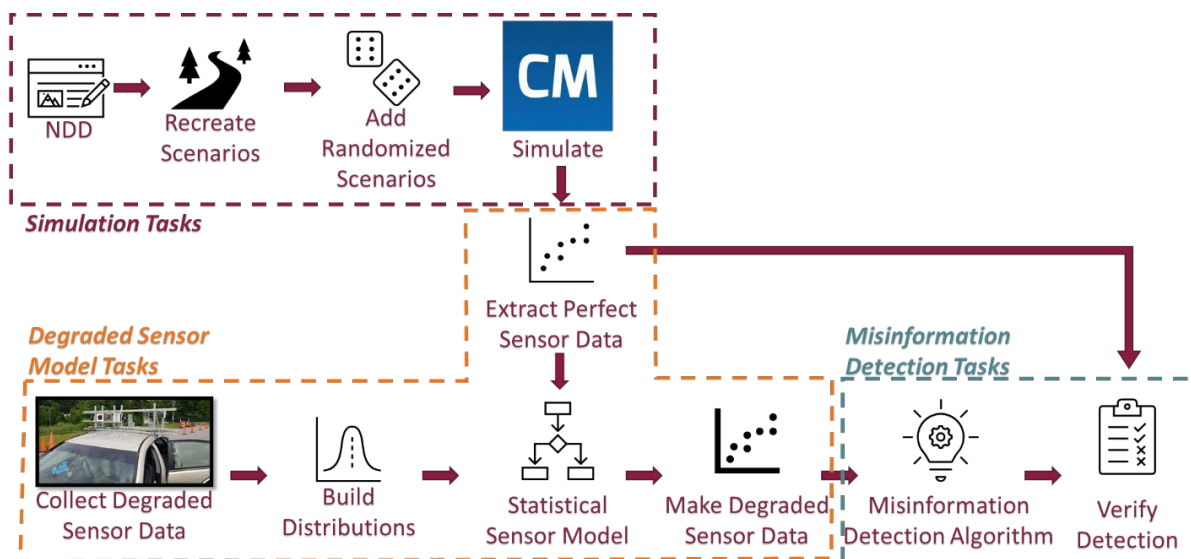 NDD
Recreate
Scenarios
Add
Randomized
Scenarios
CM
Simulate
Simulation Tasks
Extract Perfect
Sensor Data
Degraded Sensor
Model Tasks
Misinformation
Detection Tasks
Collect Degraded
Sensor Data
Build
Distributions
Statistical
Sensor Model
Make Degraded
Sensor Data
Misinformation
Detection Algorithm
Verify
Detection